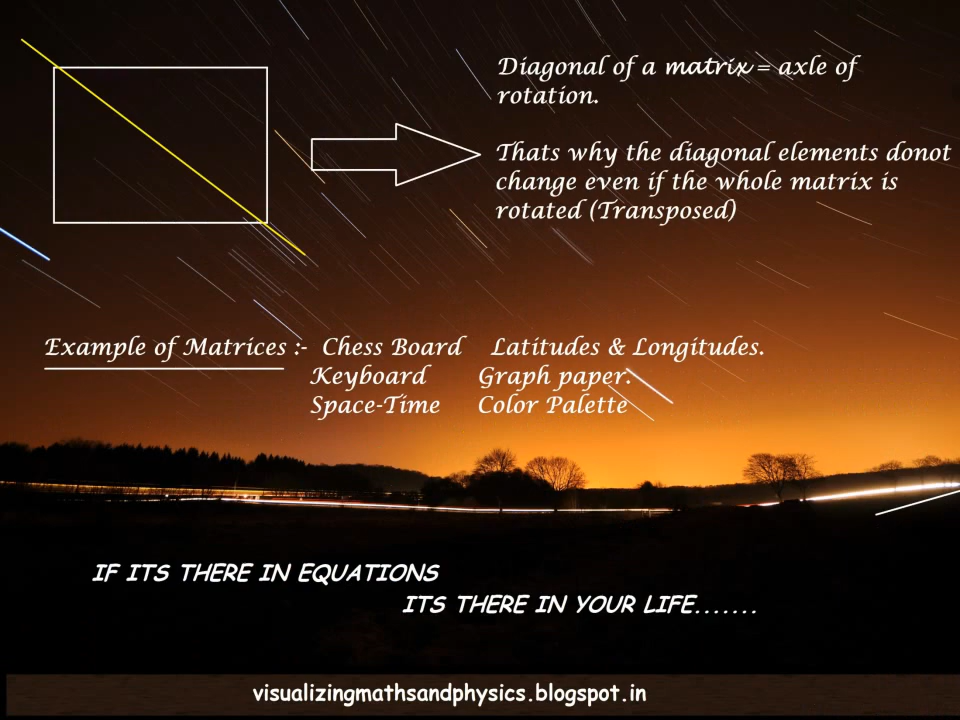 Diagonal of a matrix = axle of
rotation.
Thats why the diagonal elements donot
change even if the whole matrix is
rotated (Transposed)
Example of Matrices :- Chess Board Latitudes & Longitudes.
Keyboard Graph paper.
Space-Time Color Palette
IF ITS THERE IN EQUATIONS
ITS THERE IN YOUR LIFE.......
visualizingmathsandphysics.blogspot.in